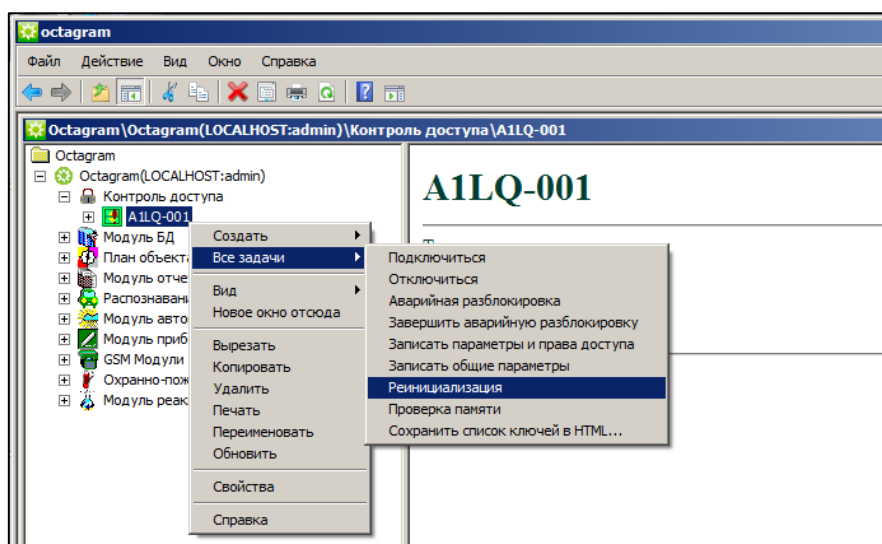 octagram
Файл Действие Вид Окно Справка
Octagram\Octagram(LOCALHOST:admin)\Контроль доступа\A1LQ-001
Octagram
Octagram(LOCALHOST:admin)
Контроль доступа
A1LQ-001
Модуль БД
План объект
Модуль отче
Распознавани
Модуль авто
Модуль приб
GSM Модули
Охранно-пож
Модуль реак
Создать
Все задачи
Вид
Новое окно отсюда
Вырезать
Копировать
Удалить
Печать
Переименовать
Обновить
Свойства
Справка
Подключиться
Отключиться
Аварийная разблокировка
Завершить аварийную разблокировку
Записать параметры и права доступа
Записать общие параметры
Реинициализация
Проверка памяти
Сохранить список ключей в HTML...
A1LQ-001